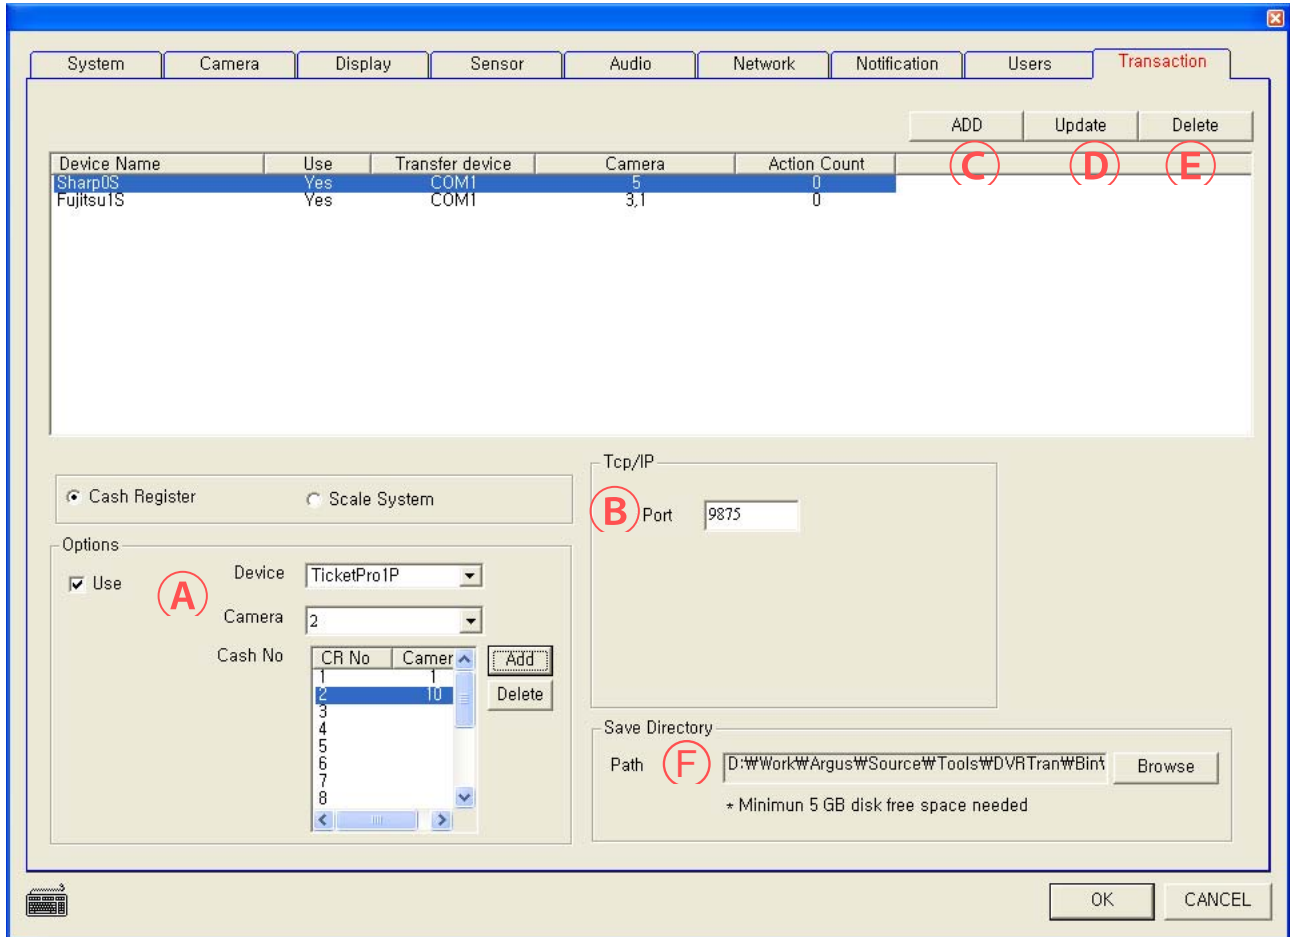 System Camera Display Sensor Audio Network Notification Users Transaction
ADD Update Delete
C D E
Device Name Use Transfer device Camera Action Count
Sharp0S Yes COM1 5 0
Fujitsu1S Yes COM1 3,1 0
Tcp/IP
Cash Register Scale System
B Port 9875
Options
Use A Device TicketPro1P
Camera 2
Cash No CR No Camer Add
1 1
2 10 Delete
3
4
5
6
7
8
Save Directory
Path F D:₩Work₩Argus₩Source₩Tools₩DVRTran₩Bin₩ Browse
* Minimun 5 GB disk free space needed
OK CANCEL